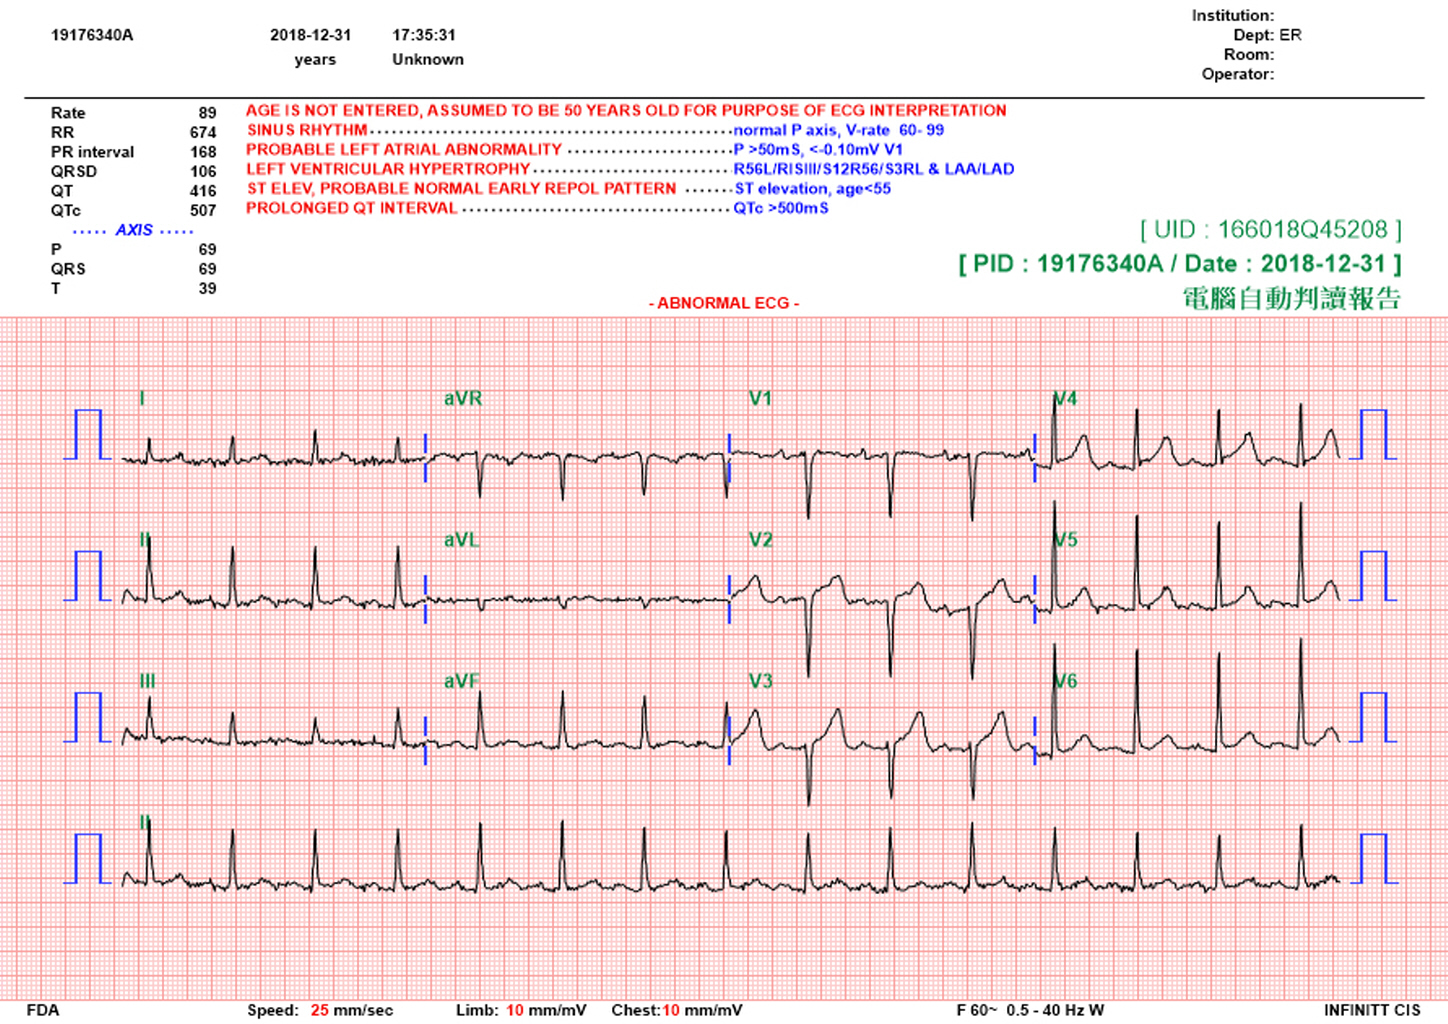 Institution:
19176340A 2018-12-31 17:35:31 Dept: ER
years Unknown Room:
Operator:
Rate 89 AGE IS NOT ENTERED, ASSUMED TO BE 50 YEARS OLD FOR PURPOSE OF ECG INTERPRETATION
RR 674 SINUS RHYTHM normal P axis, V-rate 60- 99
PR interval 168 PROBABLE LEFT ATRIAL ABNORMALITY P >50mS, <-0.10mV V1
QRSD 106 LEFT VENTRICULAR HYPERTROPHY R56L/RISIII/S12R56/S3RL & LAA/LAD
QT 416 ST ELEV, PROBABLE NORMAL EARLY REPOL PATTERN ST elevation, age<55
QTc 507 PROLONGED QT INTERVAL QTc >500mS
····· AXIS ·····
P 69
QRS 69
T 39
[ UID : 166018Q45208 ]
[ PID : 19176340A / Date : 2018-12-31 ]
電腦自動判讀報告
- ABNORMAL ECG -
I aVR V1 V4
II aVL V2 V5
III aVF V3 V6
II
FDA Speed: 25 mm/sec Limb: 10 mm/mV Chest:10 mm/mV F 60~ 0.5 - 40 Hz W INFINITT CIS